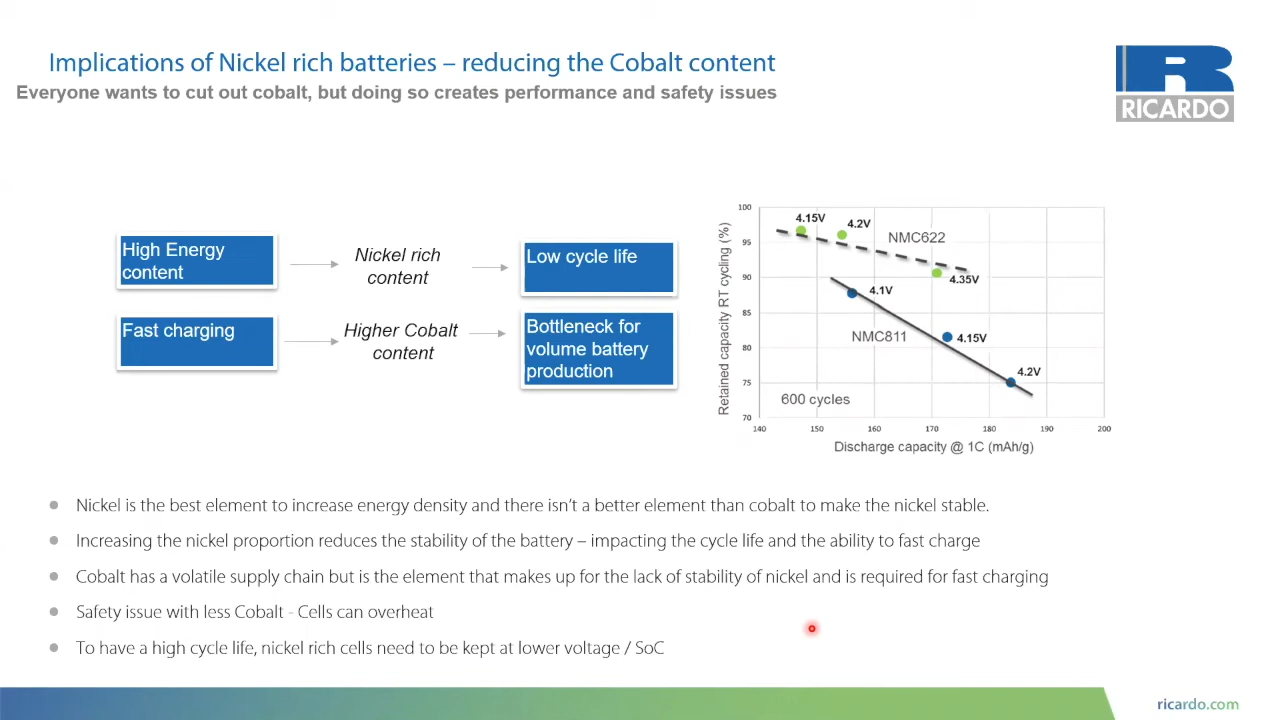 Implications of Nickel rich batteries – reducing the Cobalt content
Everyone wants to cut out cobalt, but doing so creates performance and safety issues
RICARDO
High Energy
content
Nickel rich
content
Low cycle life
Fast charging
Higher Cobalt
content
Bottleneck for
volume battery
production
Retained capacity RT cycling (%)
100
95
90
85
80
75
70
4.15V
4.2V
NMC622
4.35V
4.1V
NMC811
4.15V
4.2V
600 cycles
140
150
160
170
180
190
200
Discharge capacity @ 1C (mAh/g)
Nickel is the best element to increase energy density and there isn’t a better element than cobalt to make the nickel stable.
Increasing the nickel proportion reduces the stability of the battery – impacting the cycle life and the ability to fast charge
Cobalt has a volatile supply chain but is the element that makes up for the lack of stability of nickel and is required for fast charging
Safety issue with less Cobalt - Cells can overheat
To have a high cycle life, nickel rich cells need to be kept at lower voltage / SoC
ricardo.com